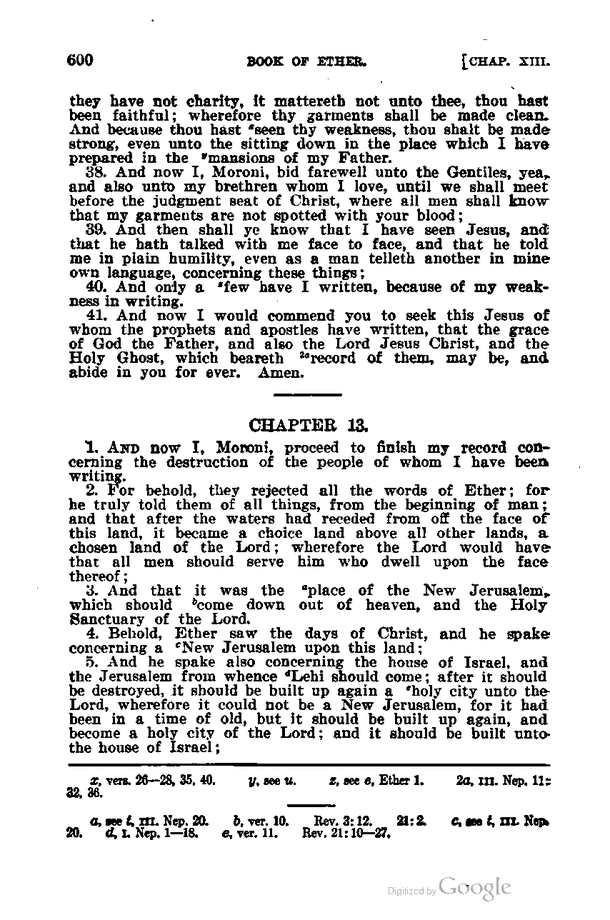 600 BOOK OF ETHER. [CHAP. XIII.
they have not charity, it mattereth not unto thee, thou hast
been faithful; wherefore thy garments shall be made clean.
And because thou hast ˣseen thy weakness, thou shalt be made
strong, even unto the sitting down in the place which I have
prepared in the ʸmansions of my Father.
38. And now I, Moroni, bid farewell unto the Gentiles, yea,
and also unto my brethren whom I love, until we shall meet
before the judgment seat of Christ, where all men shall know
that my garments are not spotted with your blood;
39. And then shall ye know that I have seen Jesus, and
that he hath talked with me face to face, and that he told
me in plain humility, even as a man telleth another in mine
own language, concerning these things;
40. And only a ᶻfew have I written, because of my weak-
ness in writing.
41. And now I would commend you to seek this Jesus of
whom the prophets and apostles have written, that the grace
of God the Father, and also the Lord Jesus Christ, and the
Holy Ghost, which beareth ²ᵃrecord of them, may be, and
abide in you for ever. Amen.
CHAPTER 13.
1. AND now I, Moroni, proceed to finish my record con-
cerning the destruction of the people of whom I have been
writing.
2. For behold, they rejected all the words of Ether; for
he truly told them of all things, from the beginning of man;
and that after the waters had receded from off the face of
this land, it became a choice land above all other lands, a
chosen land of the Lord; wherefore the Lord would have
that all men should serve him who dwell upon the face
thereof;
3. And that it was the ᵃplace of the New Jerusalem,
which should ᵇcome down out of heaven, and the Holy
Sanctuary of the Lord.
4. Behold, Ether saw the days of Christ, and he spake
concerning a ᶜNew Jerusalem upon this land;
5. And he spake also concerning the house of Israel, and
the Jerusalem from whence ᵈLehi should come; after it should
be destroyed, it should be built up again a ᵉholy city unto the
Lord, wherefore it could not be a New Jerusalem, for it had
been in a time of old, but it should be built up again, and
become a holy city of the Lord; and it should be built unto
the house of Israel;
x, vers. 26—28, 35, 40. y, see u. z, see e, Ether 1. 2a, III. Nep. 11:
32, 36.
a, see i, III. Nep. 20. b, ver. 10. Rev. 3:12. 21:2. c, see i, III. Nep.
20. d, I. Nep. 1—18. e, ver. 11. Rev. 21:10—27.
Digitized by Google